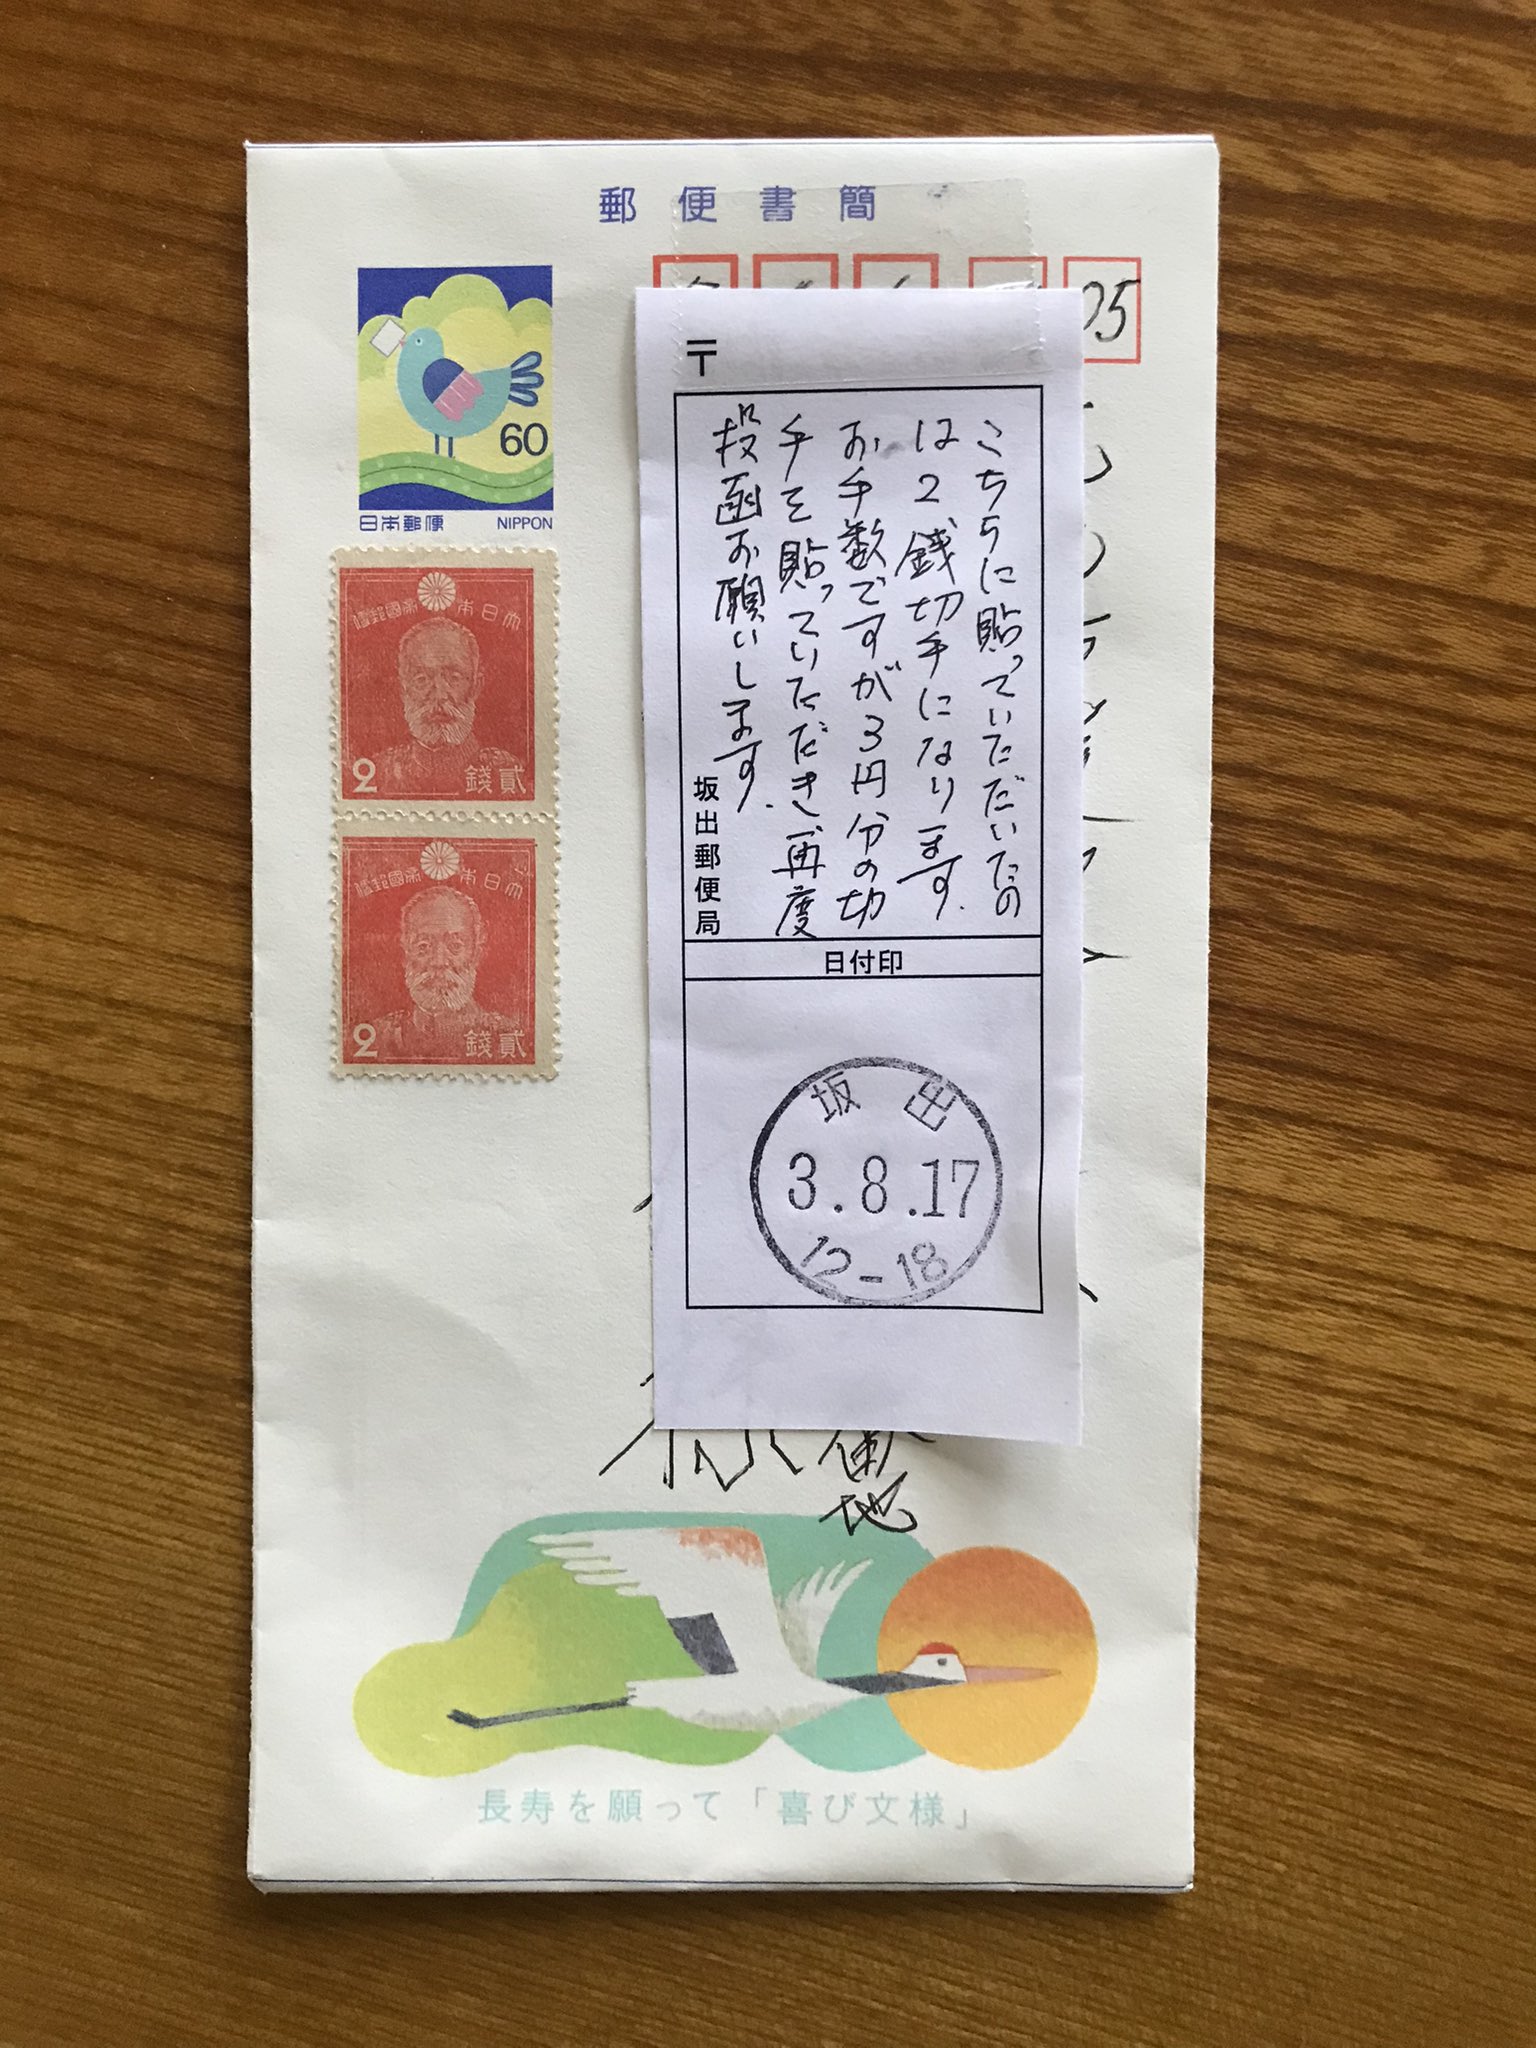 郵便書簡
60
日本郵便 NIPPON
大日本帝國郵便
2 貳錢
大日本帝國郵便
2 貳錢
05
〒
こちらに貼っていただいたの
は2銭切手になります.
お手数ですが3円分の切
手を貼っていただき、再度
投函お願いします.
坂出郵便局
日付印
坂出
3.8.17
12-18
地
長寿を願って「喜び文様」